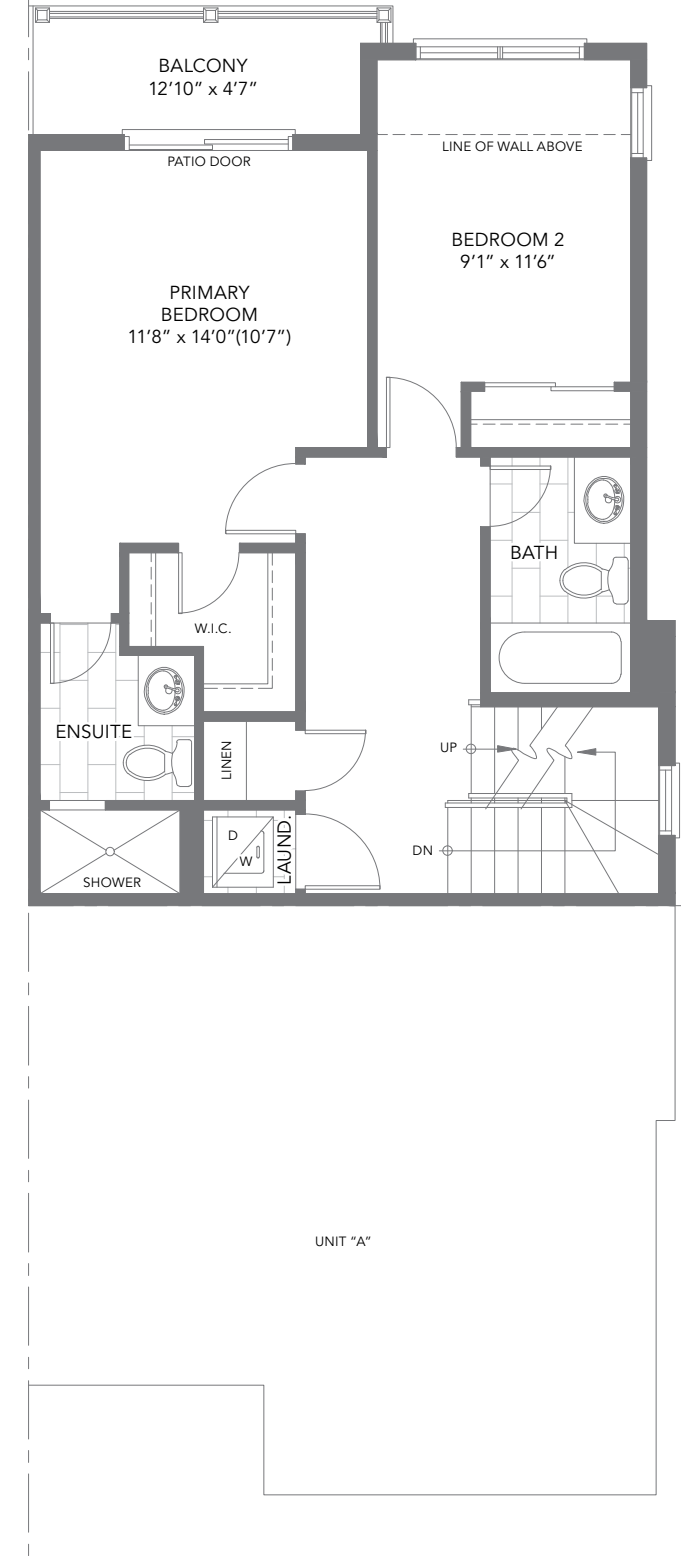 BALCONY
12’10” x 4’7”
PATIO DOOR
LINE OF WALL ABOVE
BEDROOM 2
9’1” x 11’6”
PRIMARY
BEDROOM
11’8” x 14’0”(10’7”)
BATH
W.I.C.
ENSUITE
LINEN
UP
D
W
LAUND.
DN
SHOWER
UNIT “A”